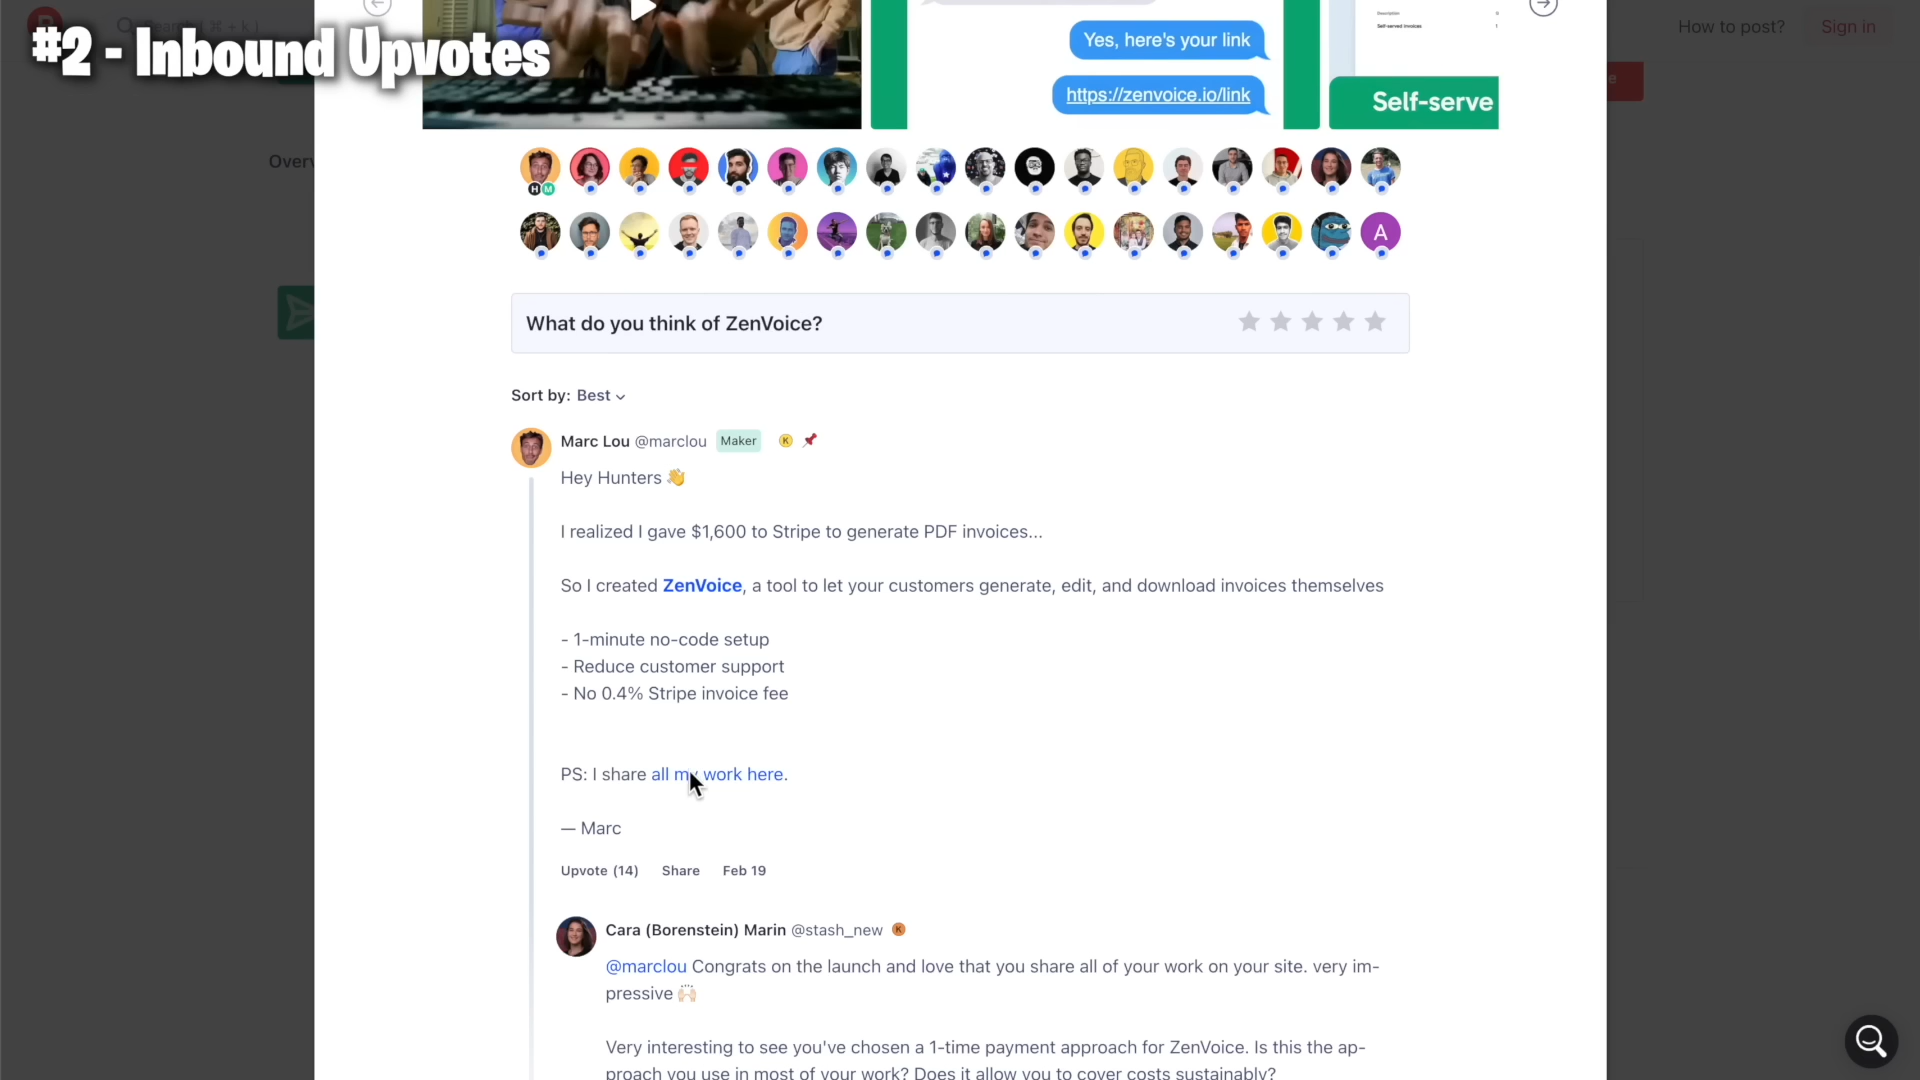 #2 - Inbound Upvotes
How to post?
Sign in
Yes, here's your link
https://zenvoice.io/link
Self-serve
Self-served invoices
Over
H M
A
What do you think of ZenVoice?
Sort by: Best
Marc Lou @marclou Maker K
Hey Hunters 👋
I realized I gave $1,600 to Stripe to generate PDF invoices...
So I created ZenVoice, a tool to let your customers generate, edit, and download invoices themselves
- 1-minute no-code setup
- Reduce customer support
- No 0.4% Stripe invoice fee
PS: I share all my work here.
— Marc
Upvote (14) Share Feb 19
Cara (Borenstein) Marin @stash_new K
@marclou Congrats on the launch and love that you share all of your work on your site. very im-
pressive 🙌🏻
Very interesting to see you've chosen a 1-time payment approach for ZenVoice. Is this the ap-
proach you use in most of your work? Does it allow you to cover costs sustainably?